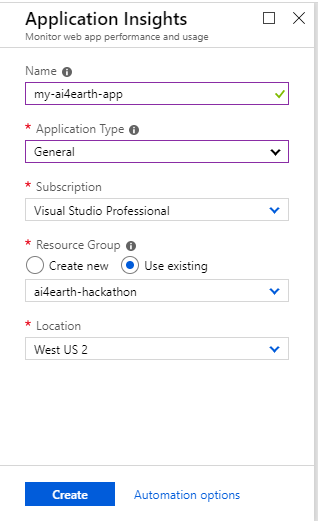 Application Insights
Monitor web app performance and usage
Name
my-ai4earth-app
* Application Type
General
* Subscription
Visual Studio Professional
* Resource Group
Create new Use existing
ai4earth-hackathon
* Location
West US 2
Create Automation options